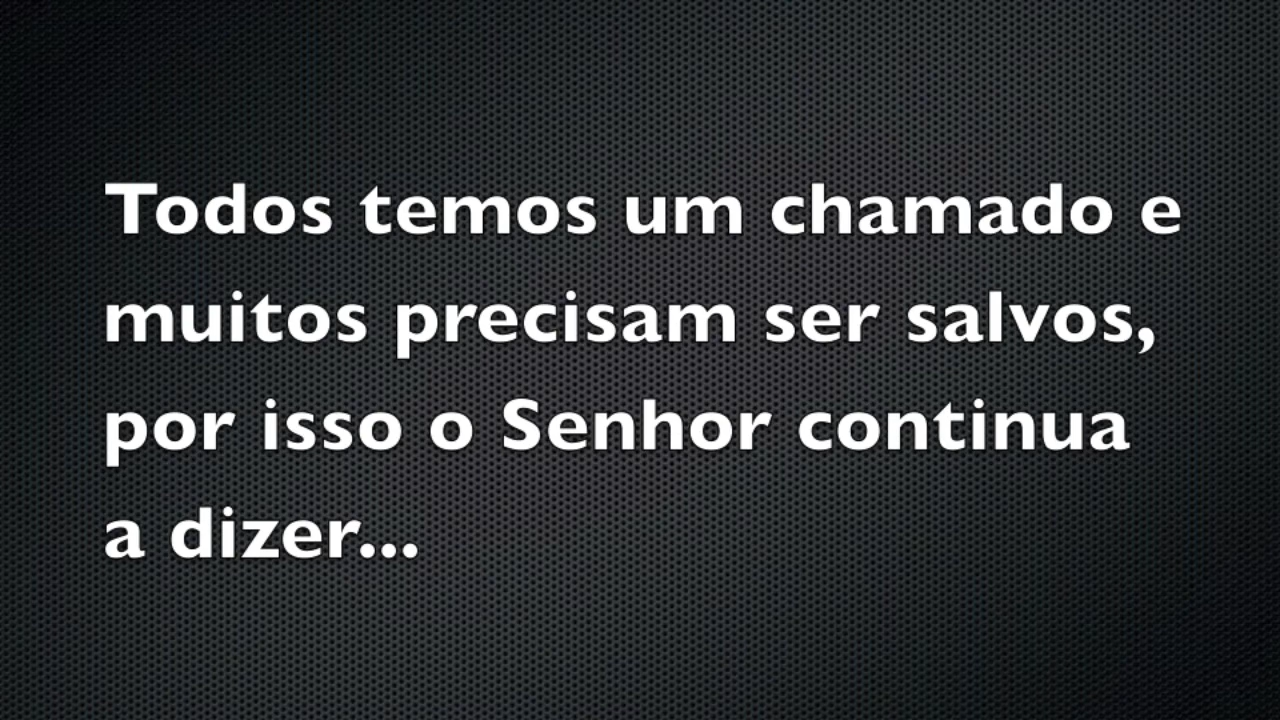 Todos temos um chamado e
muitos precisam ser salvos,
por isso o Senhor continua
a dizer...